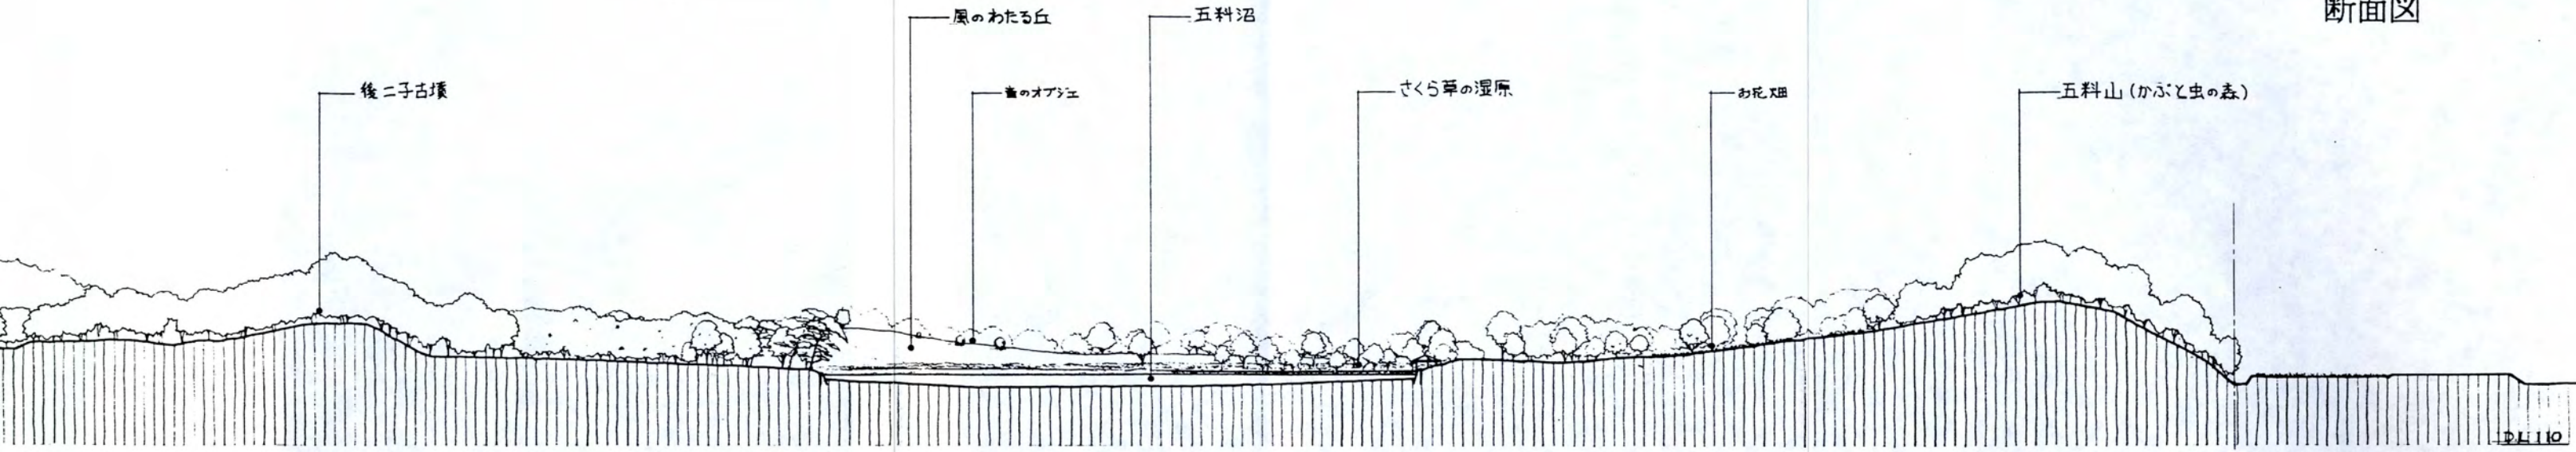 断面図
風のわたる丘
五料沼
後二子古墳
のオブジェ
さくら草の湿原
お花畑
五料山(かぶと虫の森)
DL110